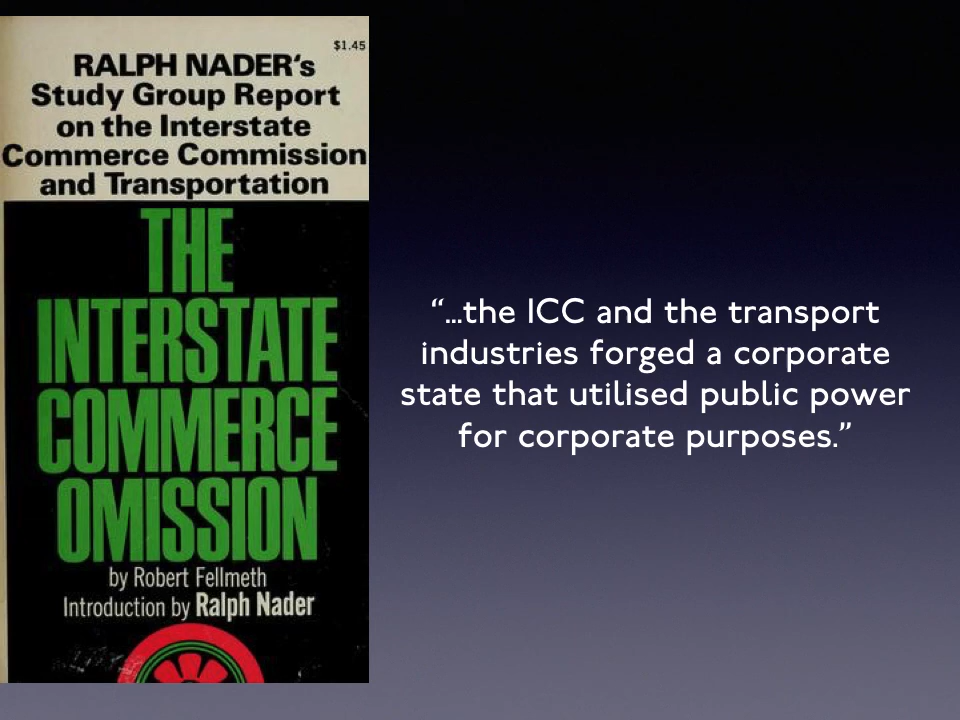 $1.45
RALPH NADER's
Study Group Report
on the Interstate
Commerce Commission
and Transportation
THE
INTERSTATE
COMMERCE
OMISSION
by Robert Fellmeth
Introduction by Ralph Nader
“...the ICC and the transport
industries forged a corporate
state that utilised public power
for corporate purposes.”